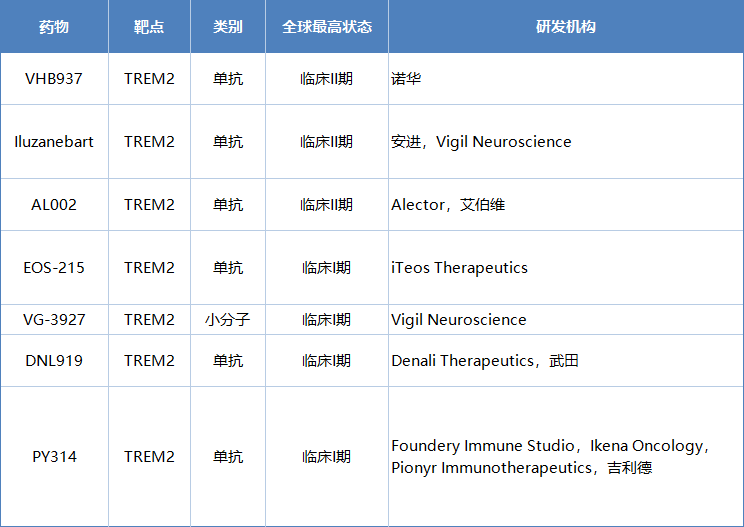 药物 靶点 类别 全球最高状态 研发机构
VHB937 TREM2 单抗 临床II期 诺华
Iluzanebart TREM2 单抗 临床II期 安进，Vigil Neuroscience
AL002 TREM2 单抗 临床II期 Alector，艾伯维
EOS-215 TREM2 单抗 临床I期 iTeos Therapeutics
VG-3927 TREM2 小分子 临床I期 Vigil Neuroscience
DNL919 TREM2 单抗 临床I期 Denali Therapeutics，武田
PY314 TREM2 单抗 临床I期 Foundery Immune Studio，Ikena Oncology，
Pionyr Immunotherapeutics，吉利德